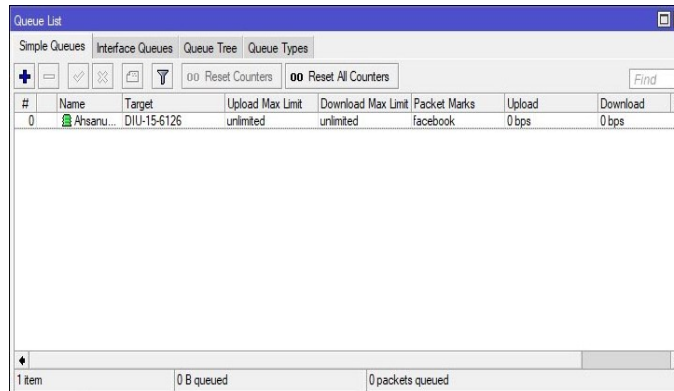 Queue List
Simple Queues Interface Queues Queue Tree Queue Types
00 Reset Counters 00 Reset All Counters Find
# Name Target Upload Max Limit Download Max Limit Packet Marks Upload Download
0 Ahsanu... DIU-15-6126 unlimited unlimited facebook 0 bps 0 bps
1 item 0 B queued 0 packets queued